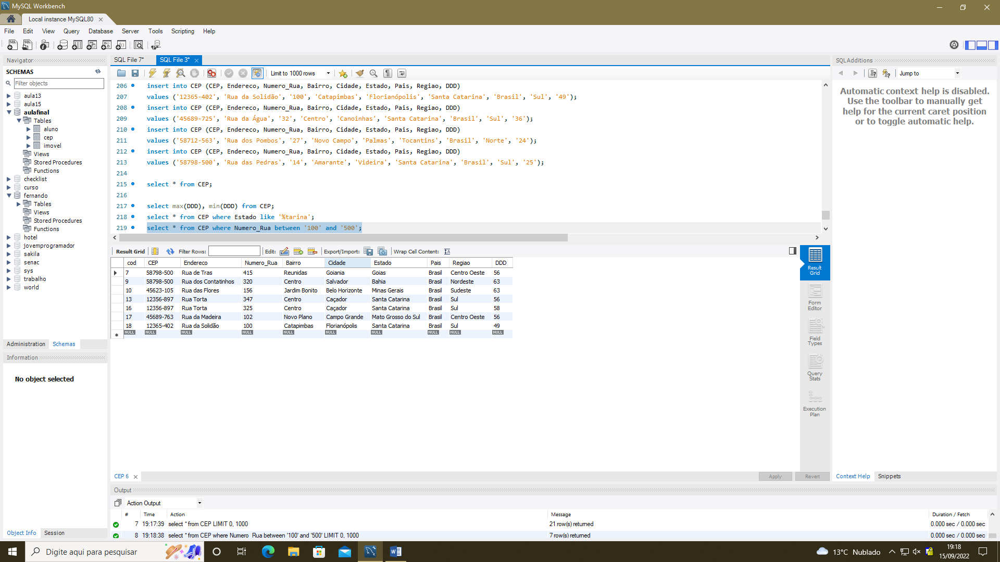 MySQL Workbench
Local instance MySQL80
File Edit View Query Database Server Tools Scripting Help
Navigator
SCHEMAS
Filter objects
aula13
aula15
aulafinal
Tables
aluno
cep
imovel
Views
Stored Procedures
Functions
checklist
curso
fernando
Tables
Views
Stored Procedures
Functions
hotel
jovemprogramador
sakila
senac
sys
trabalho
world
Administration Schemas
Information
No object selected
Object Info Session
SQL File 7* SQL File 3*
Limit to 1000 rows
206 insert into CEP (CEP, Endereco, Numero_Rua, Bairro, Cidade, Estado, Pais, Regiao, DDD)
207 values ('12365-402', 'Rua da Solidão', '100', 'Catapimbas', 'Florianópolis', 'Santa Catarina', 'Brasil', 'Sul', '49');
208 insert into CEP (CEP, Endereco, Numero_Rua, Bairro, Cidade, Estado, Pais, Regiao, DDD)
209 values ('45689-725', 'Rua da Água', '32', 'Centro', 'Canoinhas', 'Santa Catarina', 'Brasil', 'Sul', '36');
210 insert into CEP (CEP, Endereco, Numero_Rua, Bairro, Cidade, Estado, Pais, Regiao, DDD)
211 values ('58712-563', 'Rua dos Pombos', '27', 'Novo Campo', 'Palmas', 'Tocantins', 'Brasil', 'Norte', '24');
212 insert into CEP (CEP, Endereco, Numero_Rua, Bairro, Cidade, Estado, Pais, Regiao, DDD)
213 values ('58798-500', 'Rua das Pedras', '14', 'Amarante', 'Videira', 'Santa Catarina', 'Brasil', 'Sul', '25');
214
215 select * from CEP;
216
217 select max(DDD), min(DDD) from CEP;
218 select * from CEP where Estado like '%tarina';
219 select * from CEP where Numero_Rua between '100' and '500';
Result Grid Filter Rows: Edit: Export/Import: Wrap Cell Content:
cod CEP Endereco Numero_Rua Bairro Cidade Estado Pais Regiao DDD
7 58798-500 Rua de Tras 415 Reunidas Goiania Goias Brasil Centro Oeste 56
9 58798-500 Rua dos Contatinhos 320 Centro Salvador Bahia Brasil Nordeste 63
10 45623-105 Rua das Flores 156 Jardim Bonito Belo Horizonte Minas Gerais Brasil Sudeste 63
13 12356-897 Rua Torta 347 Centro Caçador Santa Catarina Brasil Sul 56
16 12356-897 Rua Torta 325 Centro Caçador Santa Catarina Brasil Sul 58
17 45689-763 Rua da Madeira 102 Novo Plano Campo Grande Mato Grosso do Sul Brasil Centro Oeste 56
18 12365-402 Rua da Solidão 100 Catapimbas Florianópolis Santa Catarina Brasil Sul 49
NULL NULL NULL NULL NULL NULL NULL NULL NULL NULL
Result
Grid
Form
Editor
Field
Types
Query
Stats
Execution
Plan
CEP 6
Apply Revert
SQLAdditions
Jump to
Automatic context help is disabled.
Use the toolbar to manually get
help for the current caret position
or to toggle automatic help.
Context Help Snippets
Output
Action Output
# Time Action Message Duration / Fetch
7 19:17:39 select * from CEP LIMIT 0, 1000 21 row(s) returned 0.000 sec / 0.000 sec
8 19:18:38 select * from CEP where Numero_Rua between '100' and '500' LIMIT 0, 1000 7 row(s) returned 0.000 sec / 0.000 sec
Digite aqui para pesquisar
13°C Nublado
19:18
15/09/2022